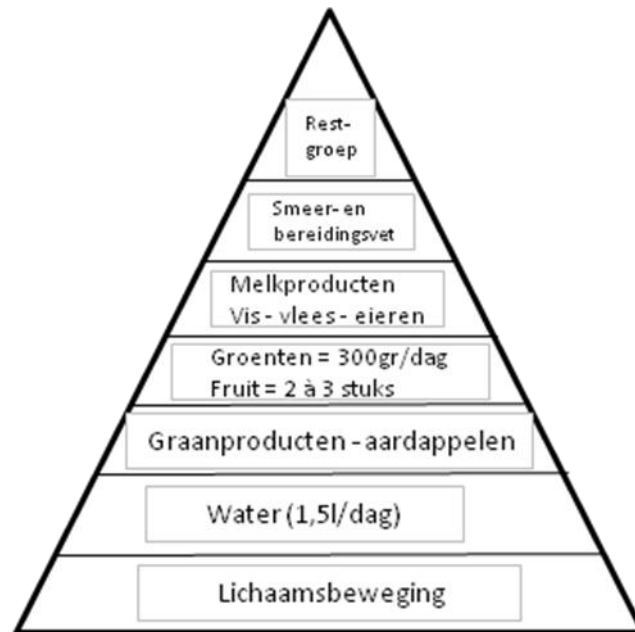 Rest-
groep
Smeer- en
bereidingsvet
Melkproducten
Vis - vlees - eieren
Groenten = 300gr/dag
Fruit = 2 à 3 stuks
Graanproducten - aardappelen
Water (1,5l/dag)
Lichaamsbeweging